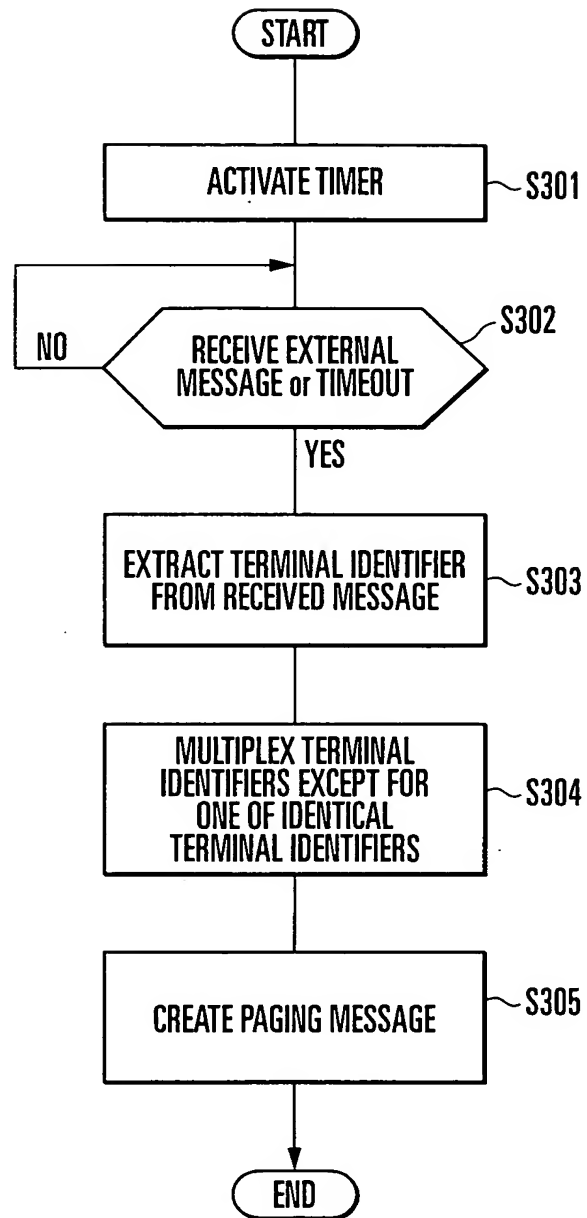 START
ACTIVATE TIMER
S301
S302
NO
RECEIVE EXTERNAL
MESSAGE or TIMEOUT
YES
EXTRACT TERMINAL IDENTIFIER
FROM RECEIVED MESSAGE
S303
MULTIPLEX TERMINAL
IDENTIFIERS EXCEPT FOR
ONE OF IDENTICAL
TERMINAL IDENTIFIERS
S304
CREATE PAGING MESSAGE
S305
END